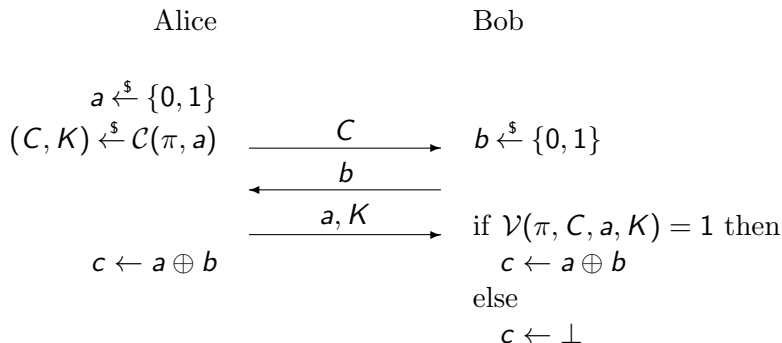 Alice Bob
a ←$ {0, 1}
(C, K) ←$ 𝒞(π, a) C b ←$ {0, 1}
b
a, K if 𝒱(π, C, a, K) = 1 then
c ← a ⊕ b c ← a ⊕ b
else
c ← ⊥